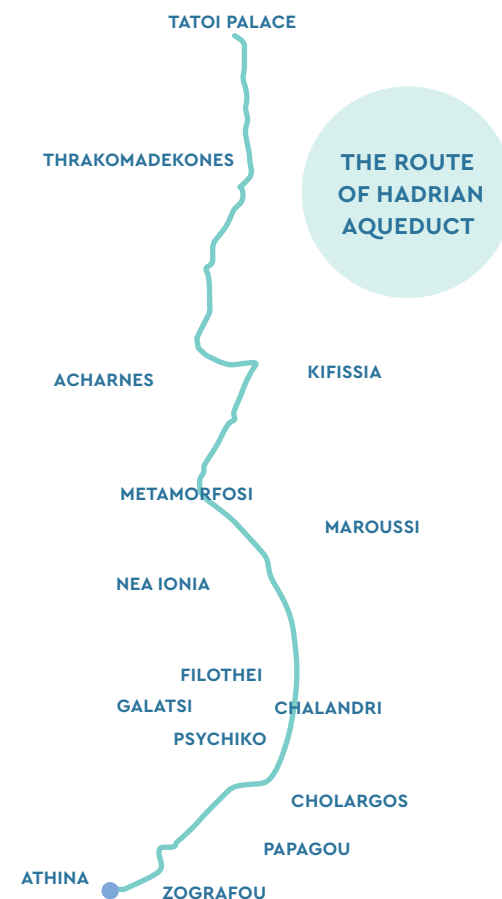 TATOI PALACE
THRAKOMADEKONES
THE ROUTE
OF HADRIAN
AQUEDUCT
KIFISSIA
ACHARNES
METAMORFOSI
MAROUSSI
NEA IONIA
FILOTHEI
GALATSI
CHALANDRI
PSYCHIKO
CHOLARGOS
PAPAGOU
ATHINA
ZOGRAFOU